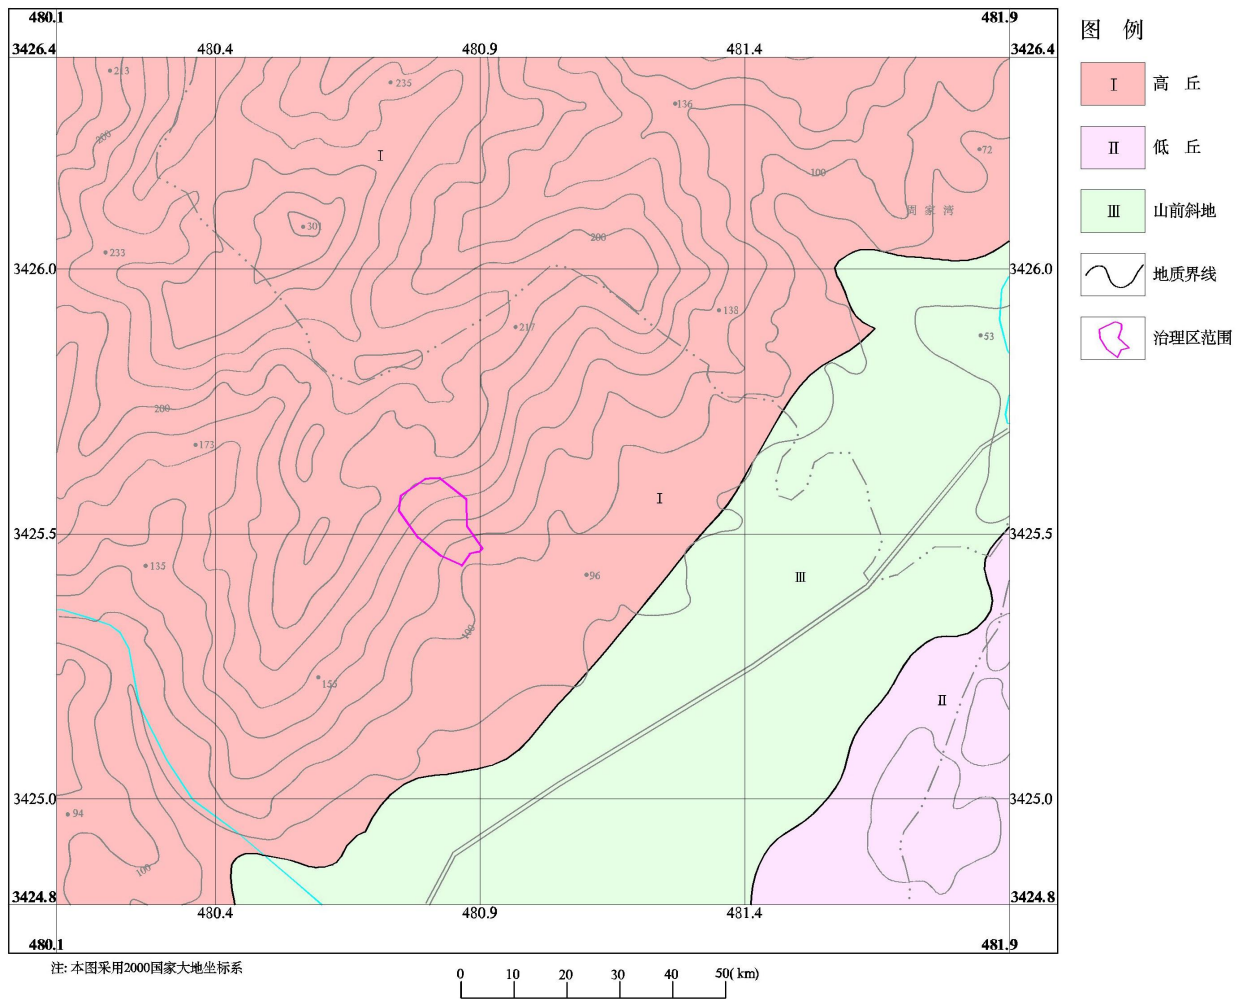 480.1 481.9
3426.4 480.4 480.9 481.4 3426.4
图 例
213
235
Ⅰ 高 丘
136
200
Ⅰ
72
Ⅱ 低 丘
100
周 家 湾
Ⅲ 山前斜地
301
200
233
3426.0 3426.0
地质界线
138
217
53
治理区范围
200
173
Ⅰ
3425.5 3425.5
135
96
Ⅲ
100
155
Ⅱ
3425.0 3425.0
94
100
3424.8 3424.8
480.4 480.9 481.4
480.1 481.9
注: 本图采用2000国家大地坐标系
0 10 20 30 40 50( km)